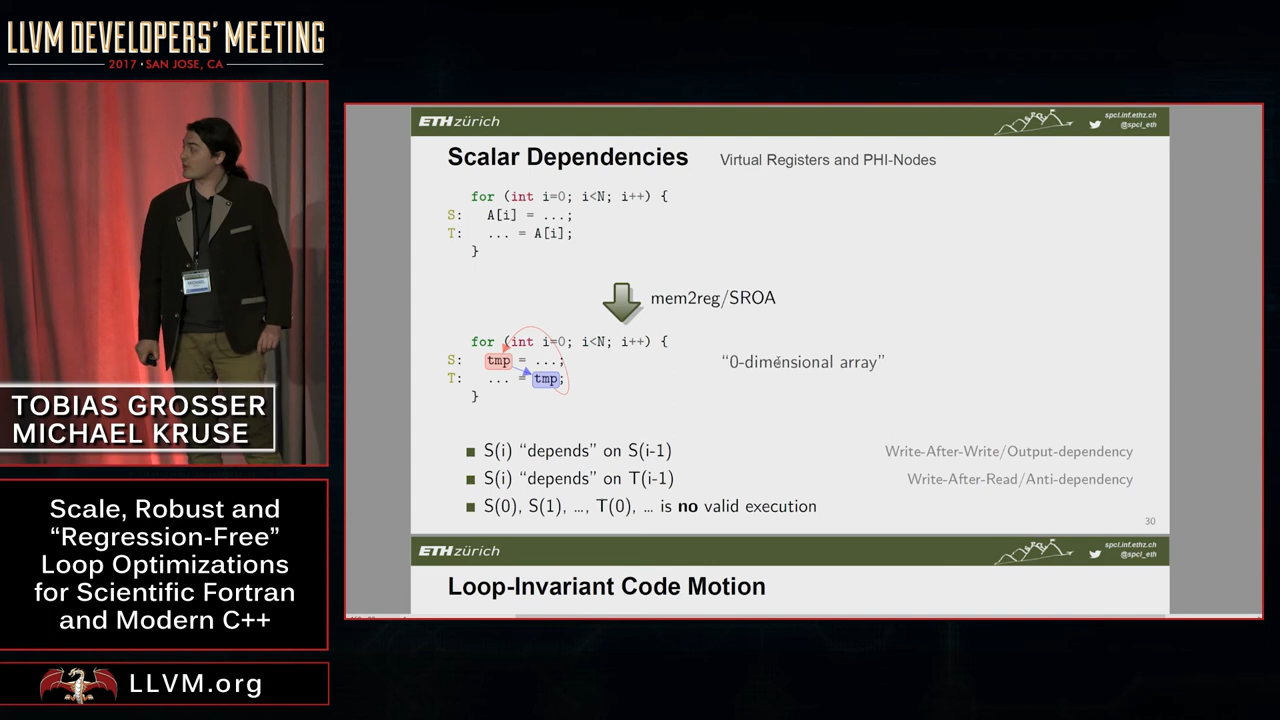 LLVM DEVELOPERS' MEETING
2017 · SAN JOSE, CA
MICHAEL
TOBIAS GROSSER
MICHAEL KRUSE
Scale, Robust and
“Regression-Free”
Loop Optimizations
for Scientific Fortran
and Modern C++
LLVM.org
ETH zürich
spcl.inf.ethz.ch
@spcl_eth
Scalar Dependencies
Virtual Registers and PHI-Nodes
for (int i=0; i<N; i++) {
S: A[i] = ...;
T: ... = A[i];
}
mem2reg/SROA
for (int i=0; i<N; i++) {
S: tmp = ...;
T: ... = tmp;
}
“0-dimensional array”
S(i) “depends” on S(i-1)
Write-After-Write/Output-dependency
S(i) “depends” on T(i-1)
Write-After-Read/Anti-dependency
S(0), S(1), ..., T(0), ... is no valid execution
30
ETH zürich
spcl.inf.ethz.ch
@spcl_eth
Loop-Invariant Code Motion